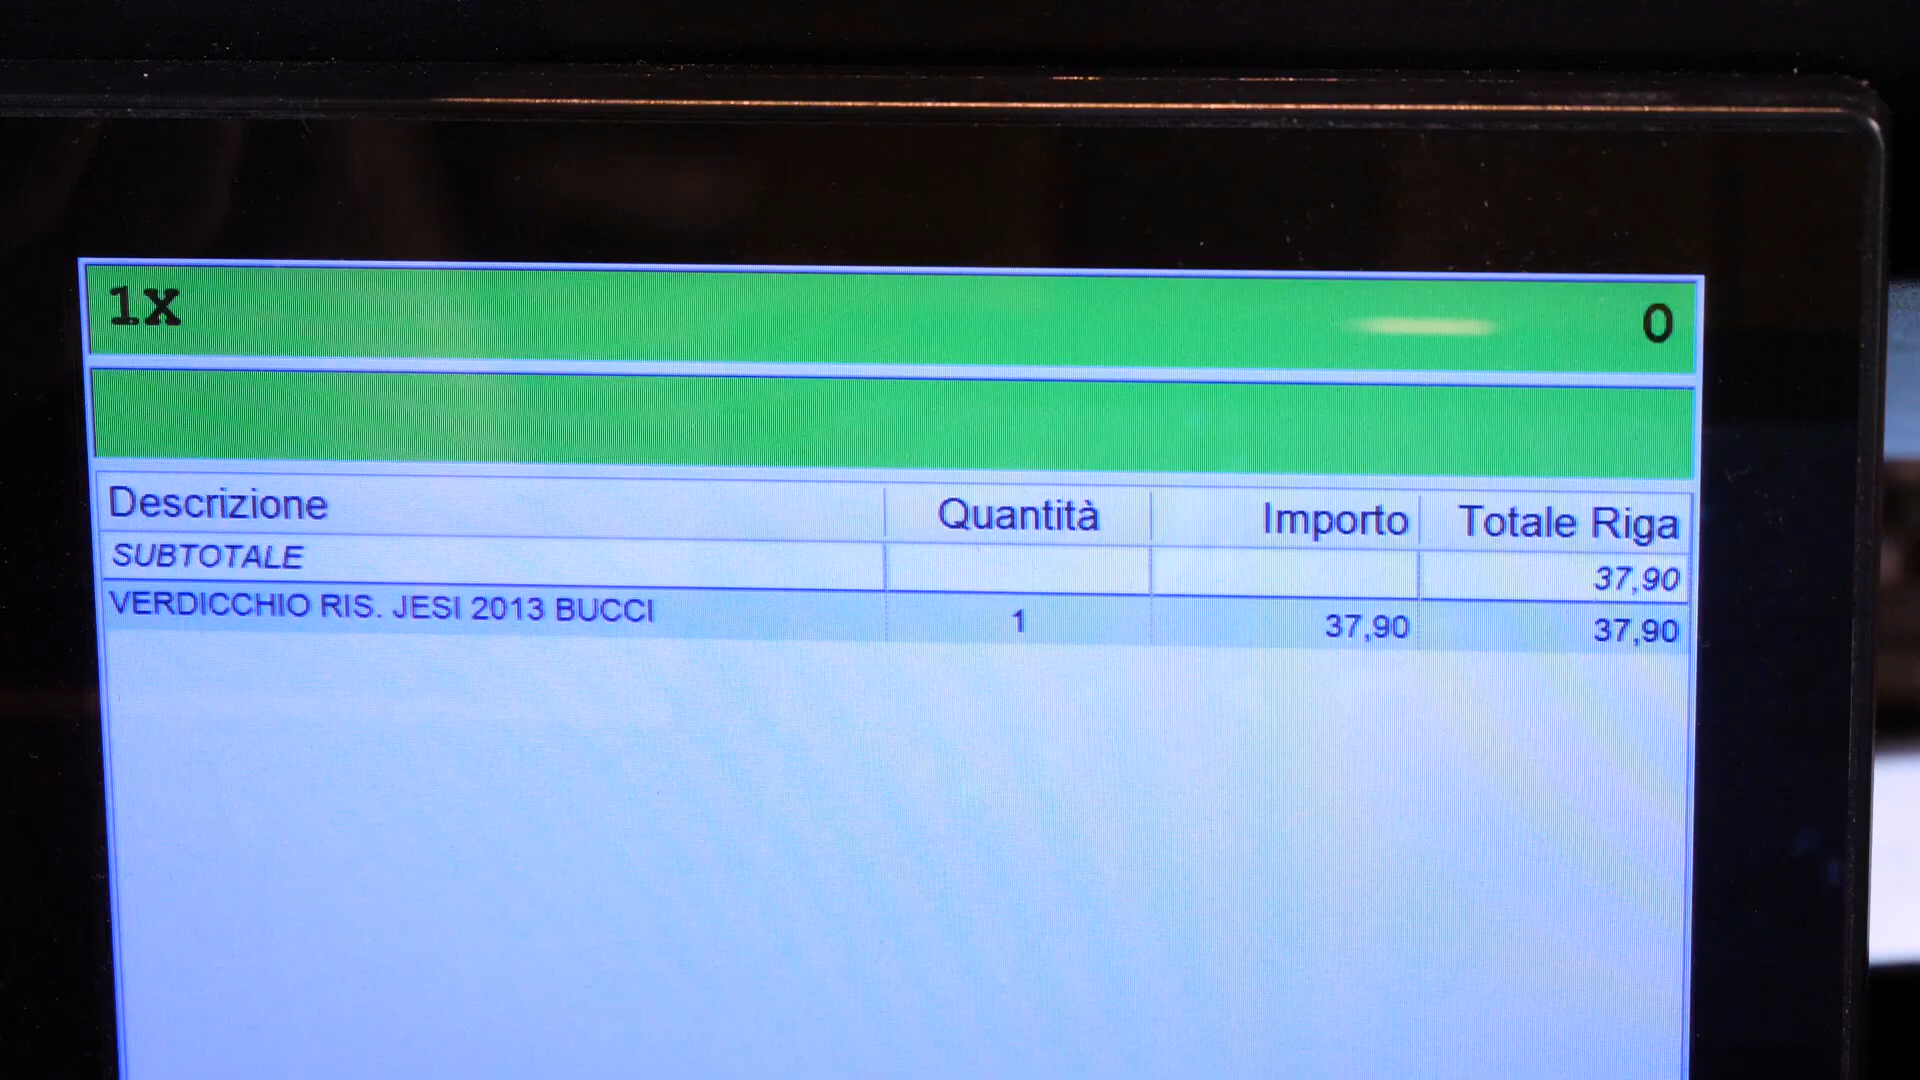 1X 0
Descrizione Quantità Importo Totale Riga
SUBTOTALE 37,90
VERDICCHIO RIS. JESI 2013 BUCCI 1 37,90 37,90